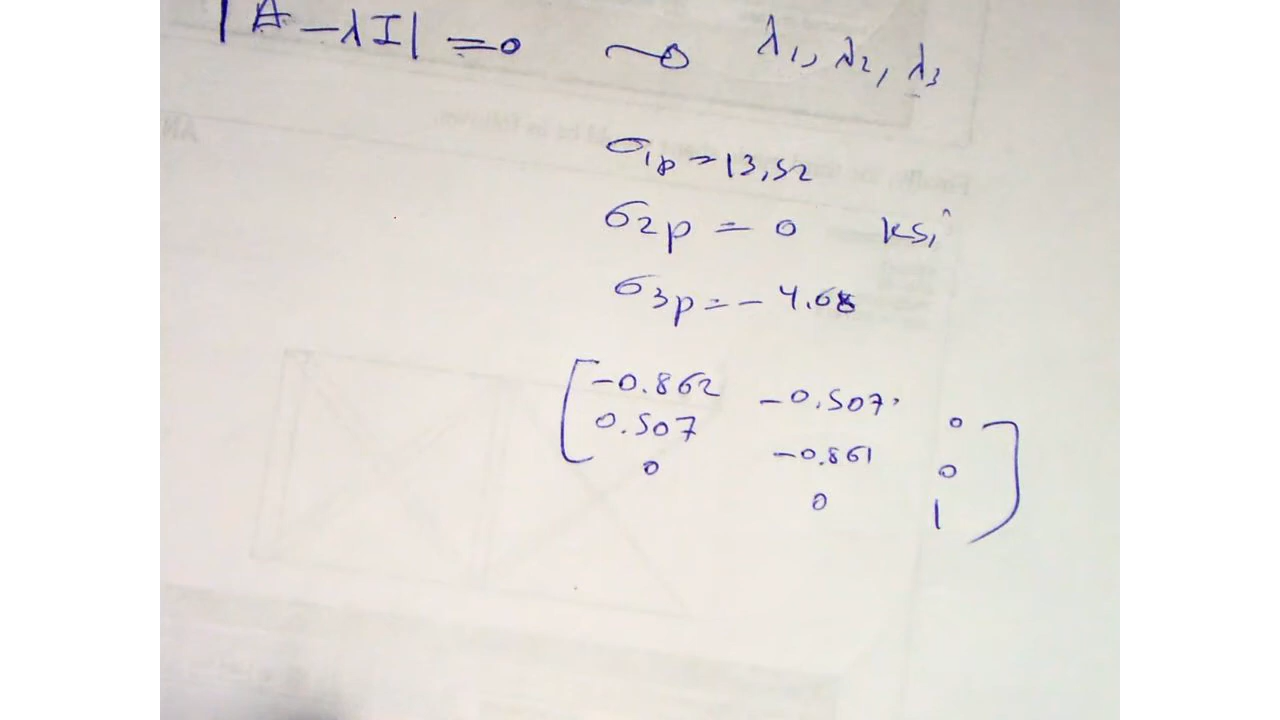 |A - λI| = 0 → λ1, λ2, λ3
σ1p = 13,52
σ2p = 0 ksi
σ3p = - 4.68
-0.862 -0.507 0
0.507 -0.861 0
0 0 1